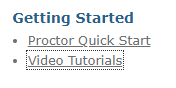 Getting Started
• Proctor Quick Start
• Video Tutorials